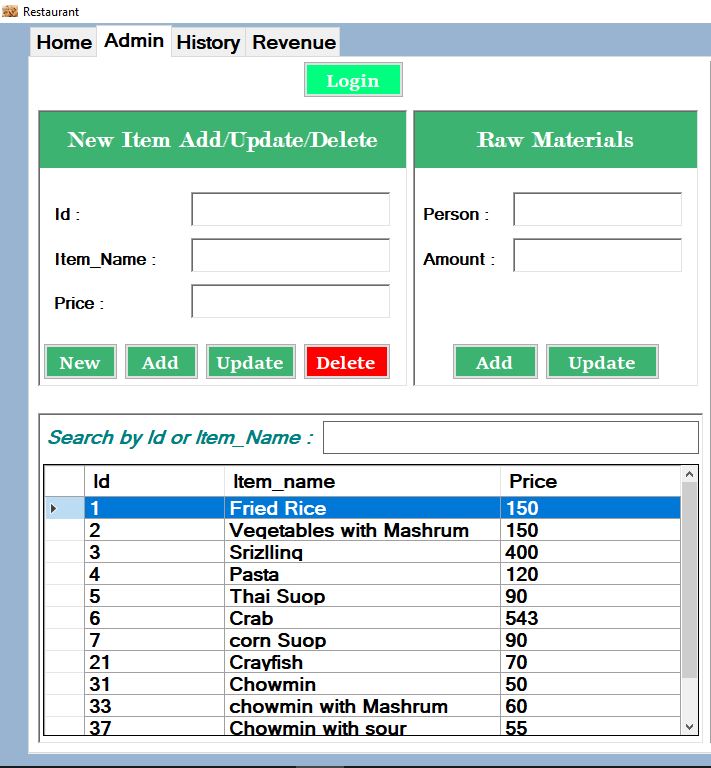 Restaurant
Home Admin History Revenue
Login
New Item Add/Update/Delete
Id :
Item_Name :
Price :
New Add Update Delete
Raw Materials
Person :
Amount :
Add Update
Search by Id or Item_Name :
Id Item_name Price
1 Fried Rice 150
2 Vegetables with Mashrum 150
3 Srizlling 400
4 Pasta 120
5 Thai Suop 90
6 Crab 543
7 corn Suop 90
21 Crayfish 70
31 Chowmin 50
33 chowmin with Mashrum 60
37 Chowmin with sour 55